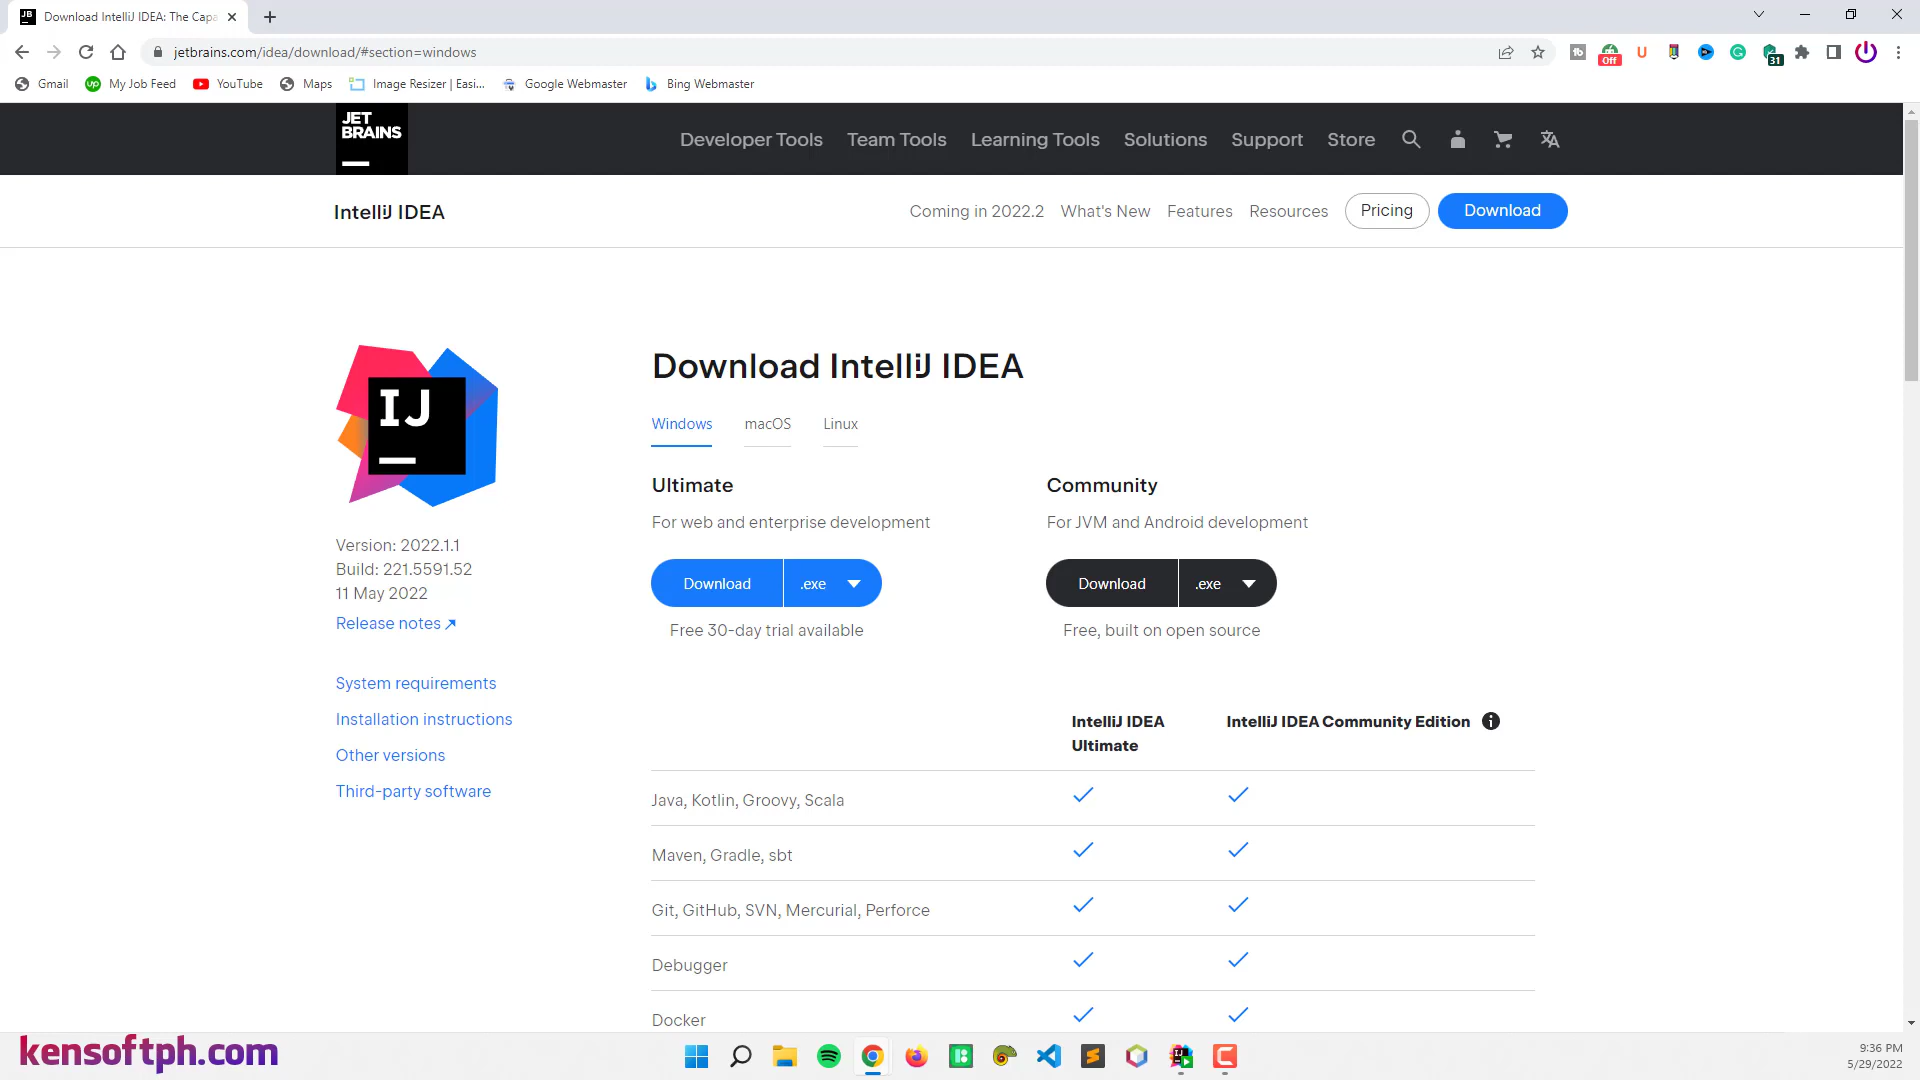 JB
Download IntelliJ IDEA: The Capa
jetbrains.com/idea/download/#section=windows
Off
U
31
Gmail
up
My Job Feed
YouTube
Maps
Image Resizer | Easi...
Google Webmaster
Bing Webmaster
JET
BRAINS
Developer Tools
Team Tools
Learning Tools
Solutions
Support
Store
IntelliJ IDEA
Coming in 2022.2
What's New
Features
Resources
Pricing
Download
IJ
Download IntelliJ IDEA
Windows
macOS
Linux
Ultimate
Community
For web and enterprise development
For JVM and Android development
Version: 2022.1.1
Build: 221.5591.52
11 May 2022
Release notes ↗
Download
.exe
Download
.exe
Free 30-day trial available
Free, built on open source
System requirements
Installation instructions
Other versions
Third-party software
IntelliJ IDEA
Ultimate
IntelliJ IDEA Community Edition
Java, Kotlin, Groovy, Scala
Maven, Gradle, sbt
Git, GitHub, SVN, Mercurial, Perforce
Debugger
Docker
kensoftph.com
9:36 PM
5/29/2022